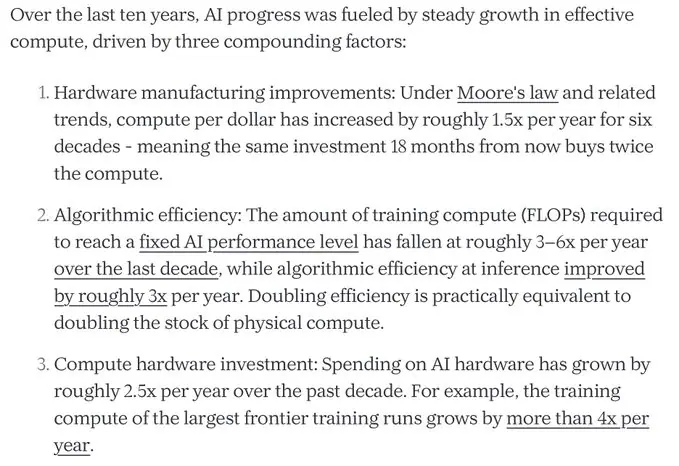 Over the last ten years, AI progress was fueled by steady growth in effective
compute, driven by three compounding factors:
1. Hardware manufacturing improvements: Under Moore's law and related
trends, compute per dollar has increased by roughly 1.5x per year for six
decades - meaning the same investment 18 months from now buys twice
the compute.
2. Algorithmic efficiency: The amount of training compute (FLOPs) required
to reach a fixed AI performance level has fallen at roughly 3–6x per year
over the last decade, while algorithmic efficiency at inference improved
by roughly 3x per year. Doubling efficiency is practically equivalent to
doubling the stock of physical compute.
3. Compute hardware investment: Spending on AI hardware has grown by
roughly 2.5x per year over the past decade. For example, the training
compute of the largest frontier training runs grows by more than 4x per
year.